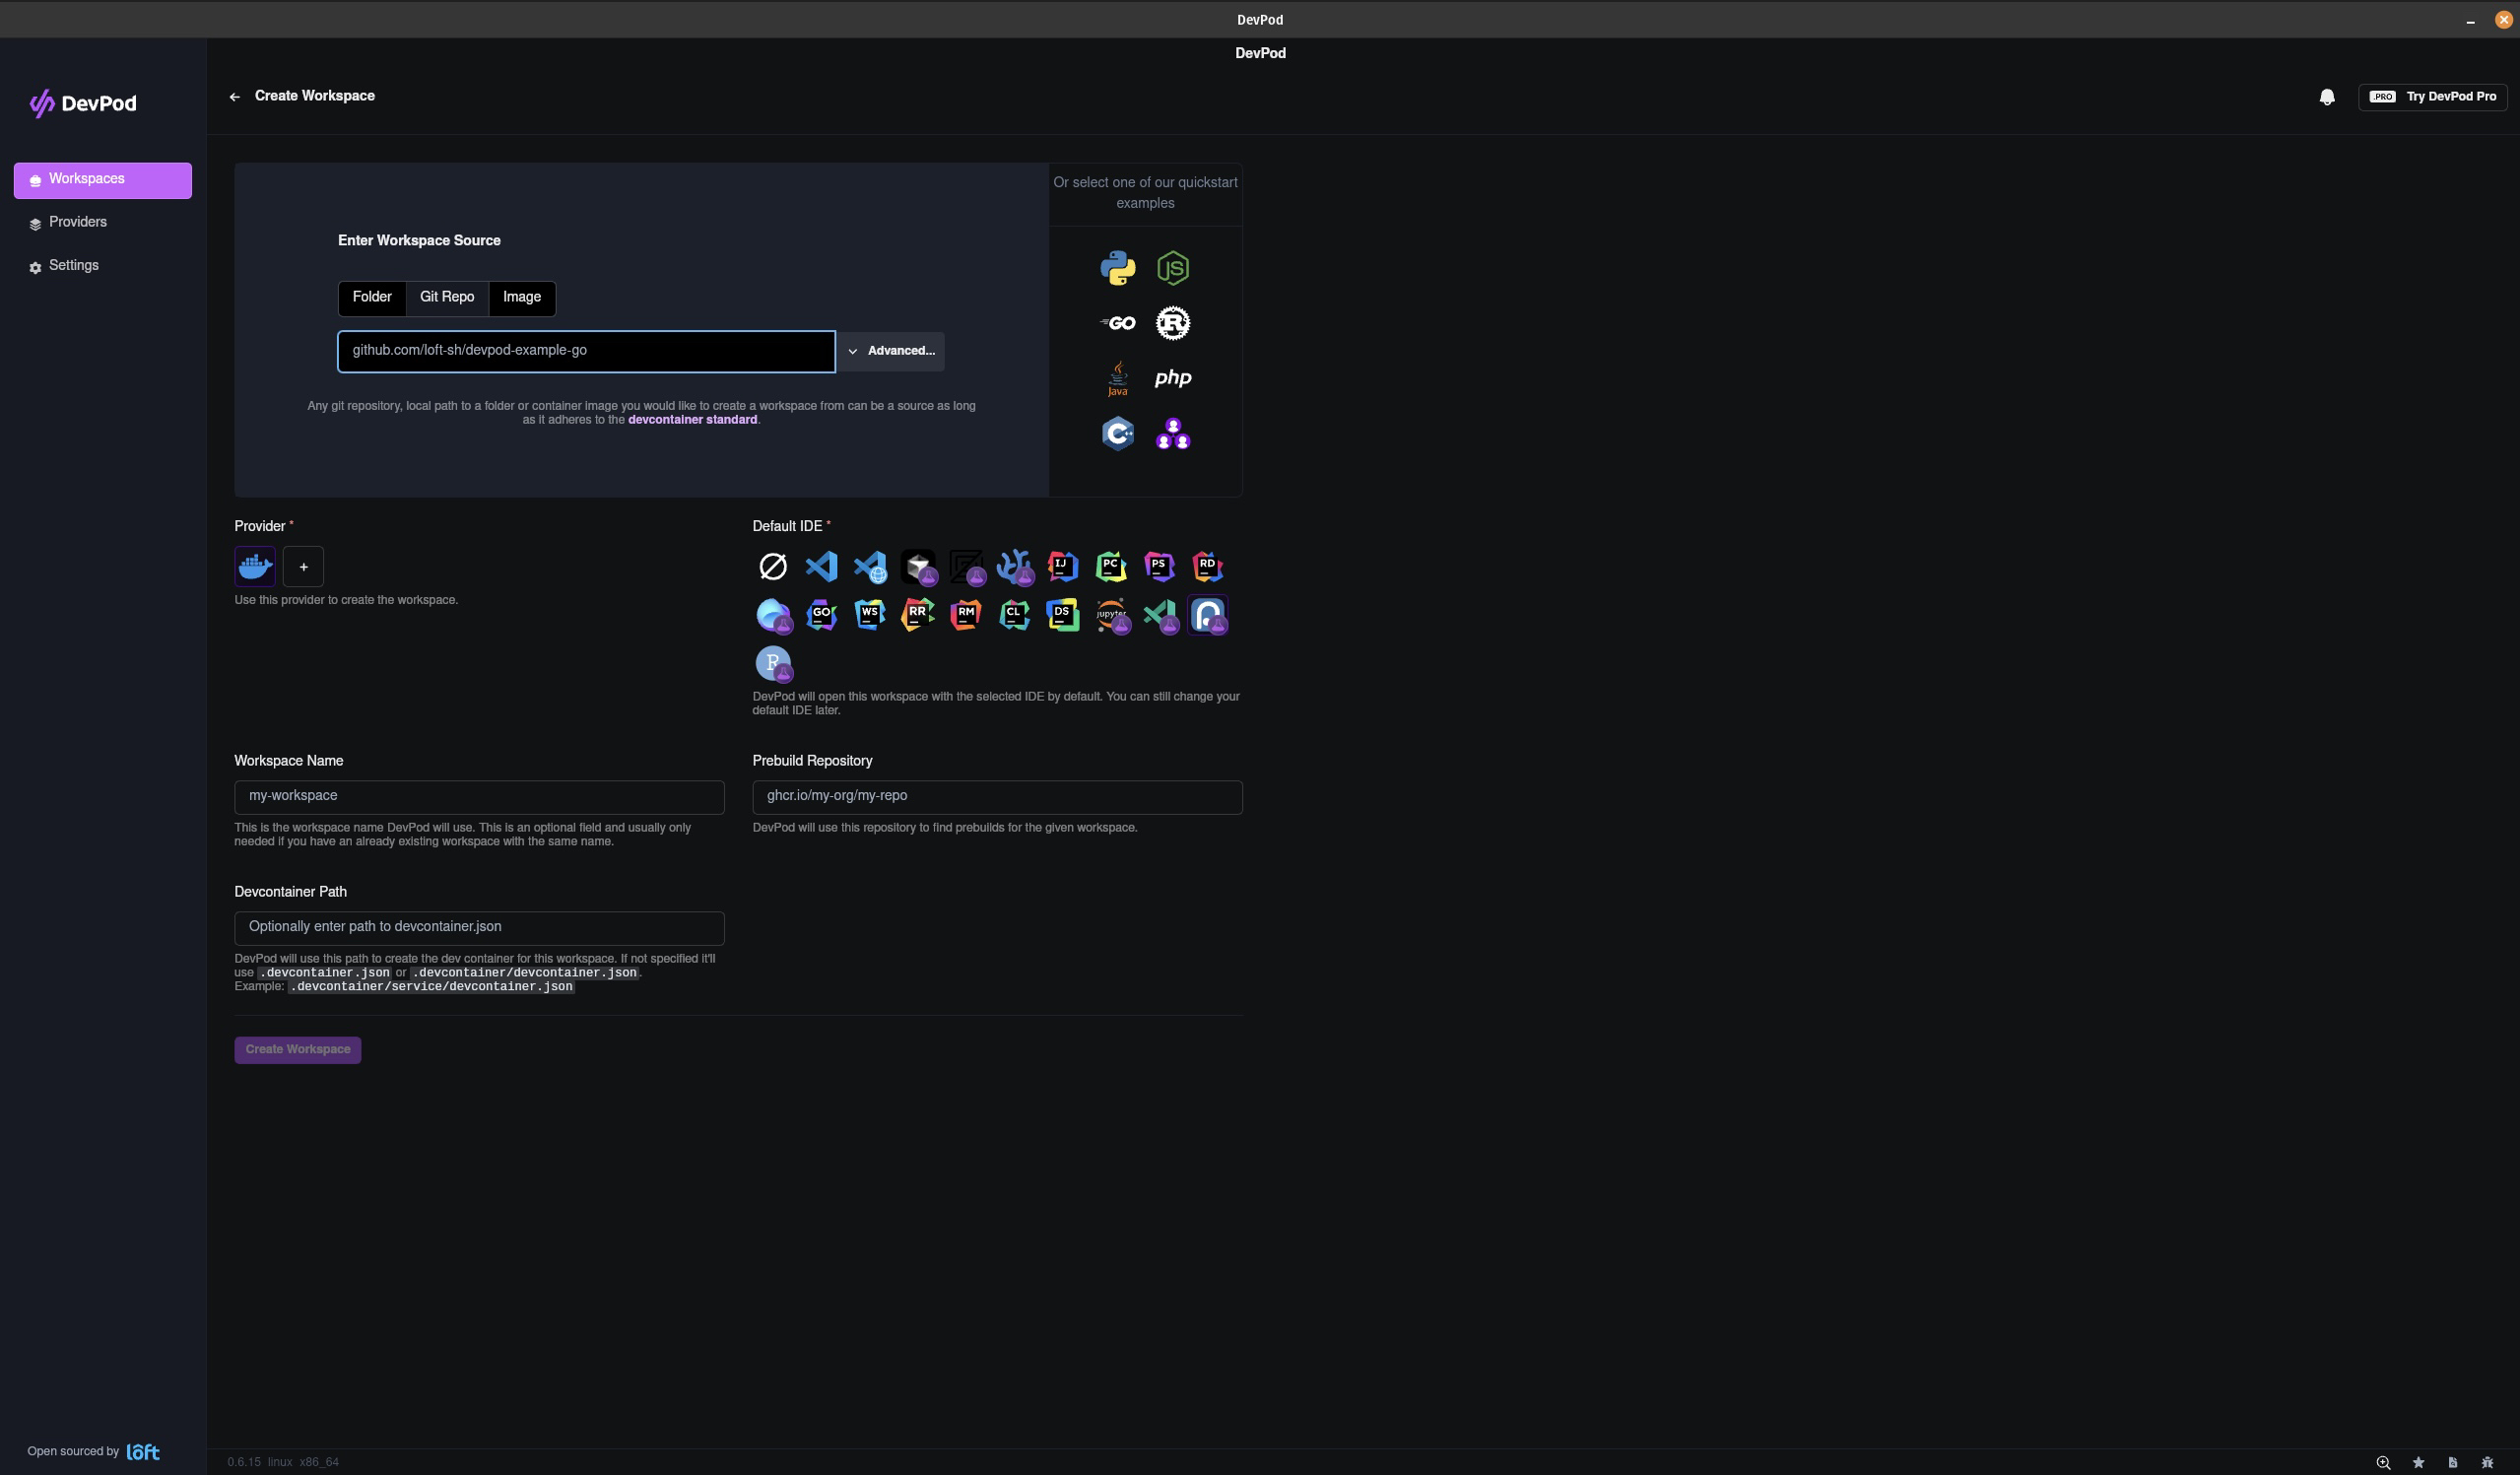 DevPod
DevPod
DevPod
Create Workspace
.PRO Try DevPod Pro
Workspaces
Providers
Settings
Enter Workspace Source
Folder Git Repo Image
github.com/loft-sh/devpod-example-go
Advanced...
Any git repository, local path to a folder or container image you would like to create a workspace from can be a source as long
as it adheres to the devcontainer standard.
Or select one of our quickstart
examples
JS
GO
R
Java
php
C++
Provider *
+
Use this provider to create the workspace.
Default IDE *
IJ PC PS RD
GO WS RR RM CL DS jupyter
R
DevPod will open this workspace with the selected IDE by default. You can still change your
default IDE later.
Workspace Name
my-workspace
This is the workspace name DevPod will use. This is an optional field and usually only
needed if you have an already existing workspace with the same name.
Prebuild Repository
ghcr.io/my-org/my-repo
DevPod will use this repository to find prebuilds for the given workspace.
Devcontainer Path
Optionally enter path to devcontainer.json
DevPod will use this path to create the dev container for this workspace. If not specified it'll
use .devcontainer.json or .devcontainer/devcontainer.json.
Example: .devcontainer/service/devcontainer.json
Create Workspace
Open sourced by lôft
0.6.15 linux x86_64